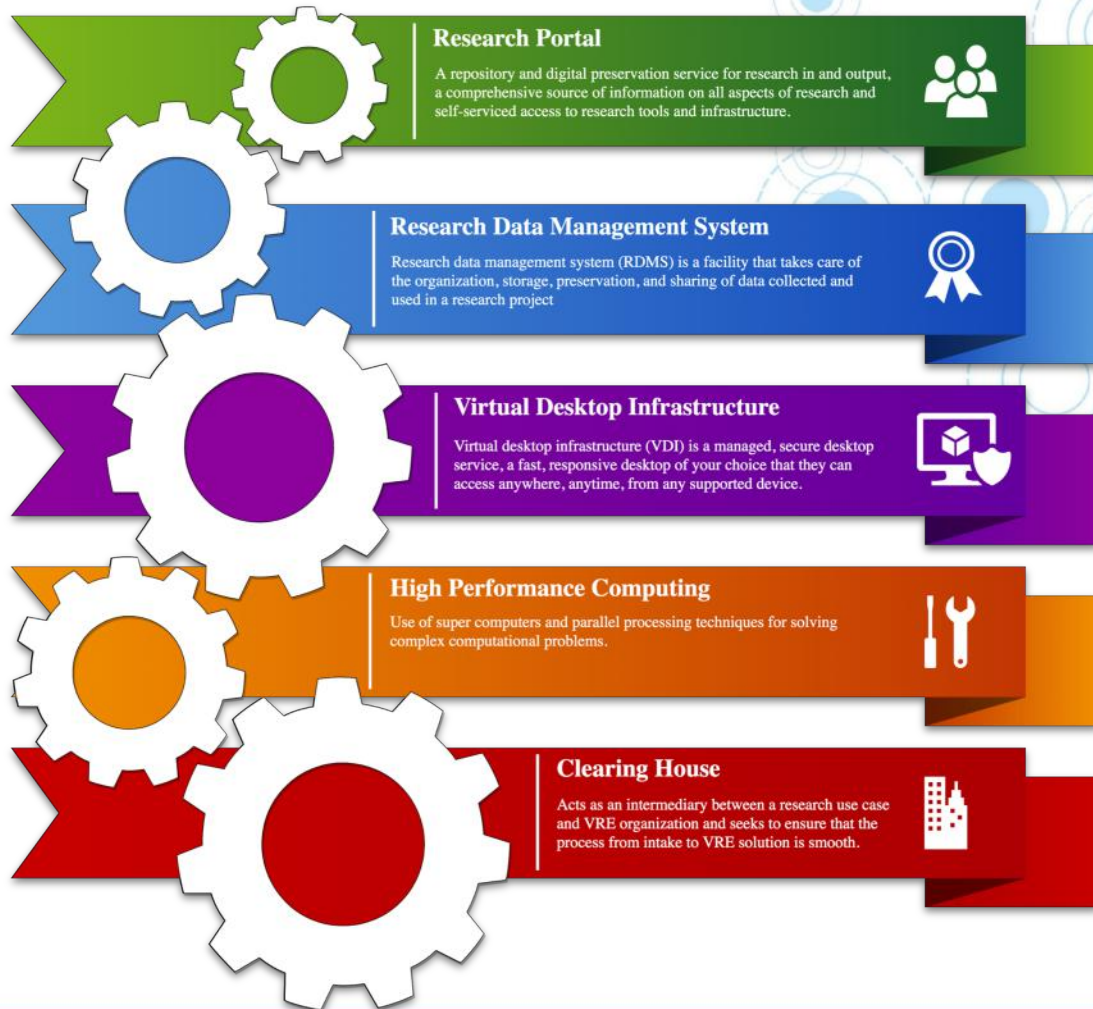 Research Portal
A repository and digital preservation service for research in and output,
a comprehensive source of information on all aspects of research and
self-serviced access to research tools and infrastructure.
Research Data Management System
Research data management system (RDMS) is a facility that takes care of
the organization, storage, preservation, and sharing of data collected and
used in a research project
Virtual Desktop Infrastructure
Virtual desktop infrastructure (VDI) is a managed, secure desktop
service, a fast, responsive desktop of your choice that they can
access anywhere, anytime, from any supported device.
High Performance Computing
Use of super computers and parallel processing techniques for solving
complex computational problems.
Clearing House
Acts as an intermediary between a research use case
and VRE organization and seeks to ensure that the
process from intake to VRE solution is smooth.